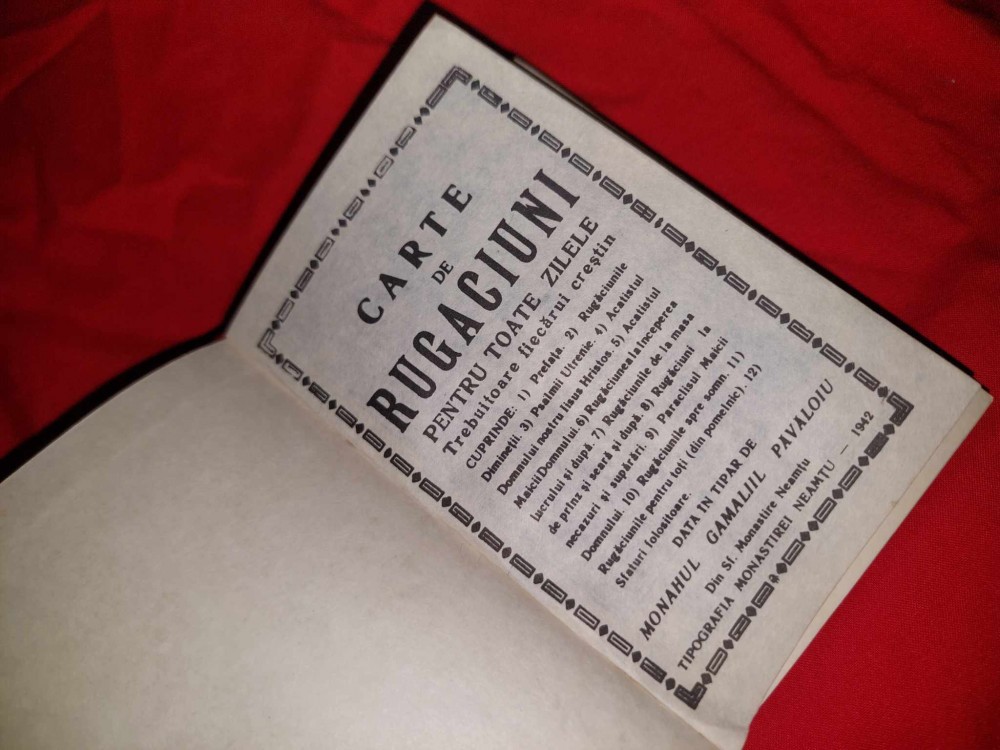 CARTE
DE
RUGACIUNI
PENTRU TOATE ZILELE
Trebuitoare fiecărui creştin
CUPRINDE: 1) Prefaţa. 2) Rugăciunile
Dimineţii. 3) Psalmii Utrenie. 4) Acatistul
Domnului nostru Iisus Hristos. 5) Acatistul
Maicii Domnului. 6) Rugăciunea la începerea
lucrului şi după. 7) Rugăciunile de la masa
de prînz şi seară şi după. 8) Rugăciuni la
necazuri şi supărări. 9) Paraclisul Maicii
Domnului. 10) Rugăciunile spre somn. 11)
Rugăciunile pentru toţi (din pomelnic). 12)
Sfaturi folositoare.
DATA IN TIPAR DE
MONAHUL GAMALIIL PAVALOIU
Din Sf. Monastire Neamţu
TIPOGRAFIA MONASTIREI NEAMTU — 1942